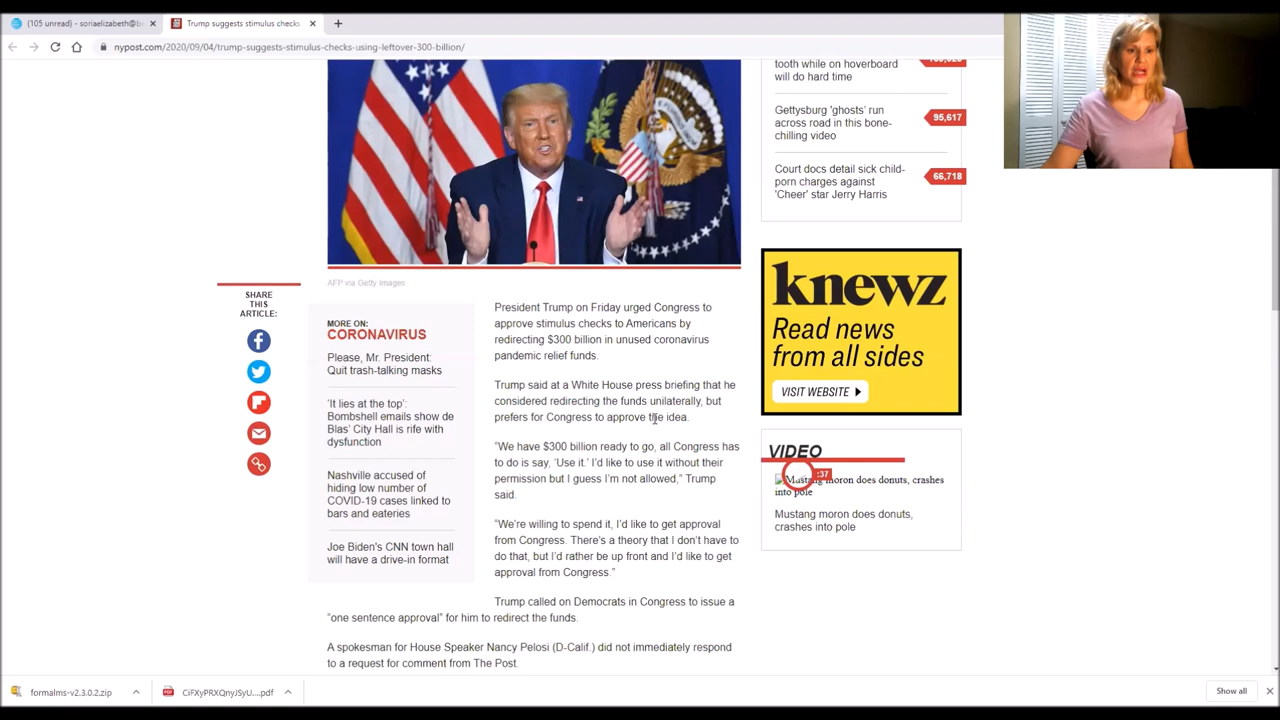 (105 unread) - soriaelizabeth@be
Trump suggests stimulus checks
nypost.com/2020/09/04/trump-suggests-stimulus
300-billion/
tooth while on hoverboard
will do hard time
Gettysburg 'ghosts' run
across road in this bone-
chilling video
95,617
Court docs detail sick child-
porn charges against
'Cheer' star Jerry Harris
66,718
AFP via Getty Images
SHARE
THIS
ARTICLE:
MORE ON:
CORONAVIRUS
Please, Mr. President:
Quit trash-talking masks
'It lies at the top':
Bombshell emails show de
Blas' City Hall is rife with
dysfunction
Nashville accused of
hiding low number of
COVID-19 cases linked to
bars and eateries
Joe Biden's CNN town hall
will have a drive-in format
President Trump on Friday urged Congress to
approve stimulus checks to Americans by
redirecting $300 billion in unused coronavirus
pandemic relief funds.
Trump said at a White House press briefing that he
considered redirecting the funds unilaterally, but
prefers for Congress to approve the idea.
“We have $300 billion ready to go, all Congress has
to do is say, ‘Use it.’ I’d like to use it without their
permission but I guess I’m not allowed,” Trump
said.
“We’re willing to spend it, I’d like to get approval
from Congress. There’s a theory that I don’t have to
do that, but I’d rather be up front and I’d like to get
approval from Congress.”
Trump called on Democrats in Congress to issue a
“one sentence approval” for him to redirect the funds.
A spokesman for House Speaker Nancy Pelosi (D-Calif.) did not immediately respond
to a request for comment from The Post.
knewz
Read news
from all sides
VISIT WEBSITE
VIDEO
:37
Mustang moron does donuts, crashes
into pole
Mustang moron does donuts,
crashes into pole
formalms-v2.3.0.2.zip
CiFXyPRXQnyJSyU....pdf
Show all